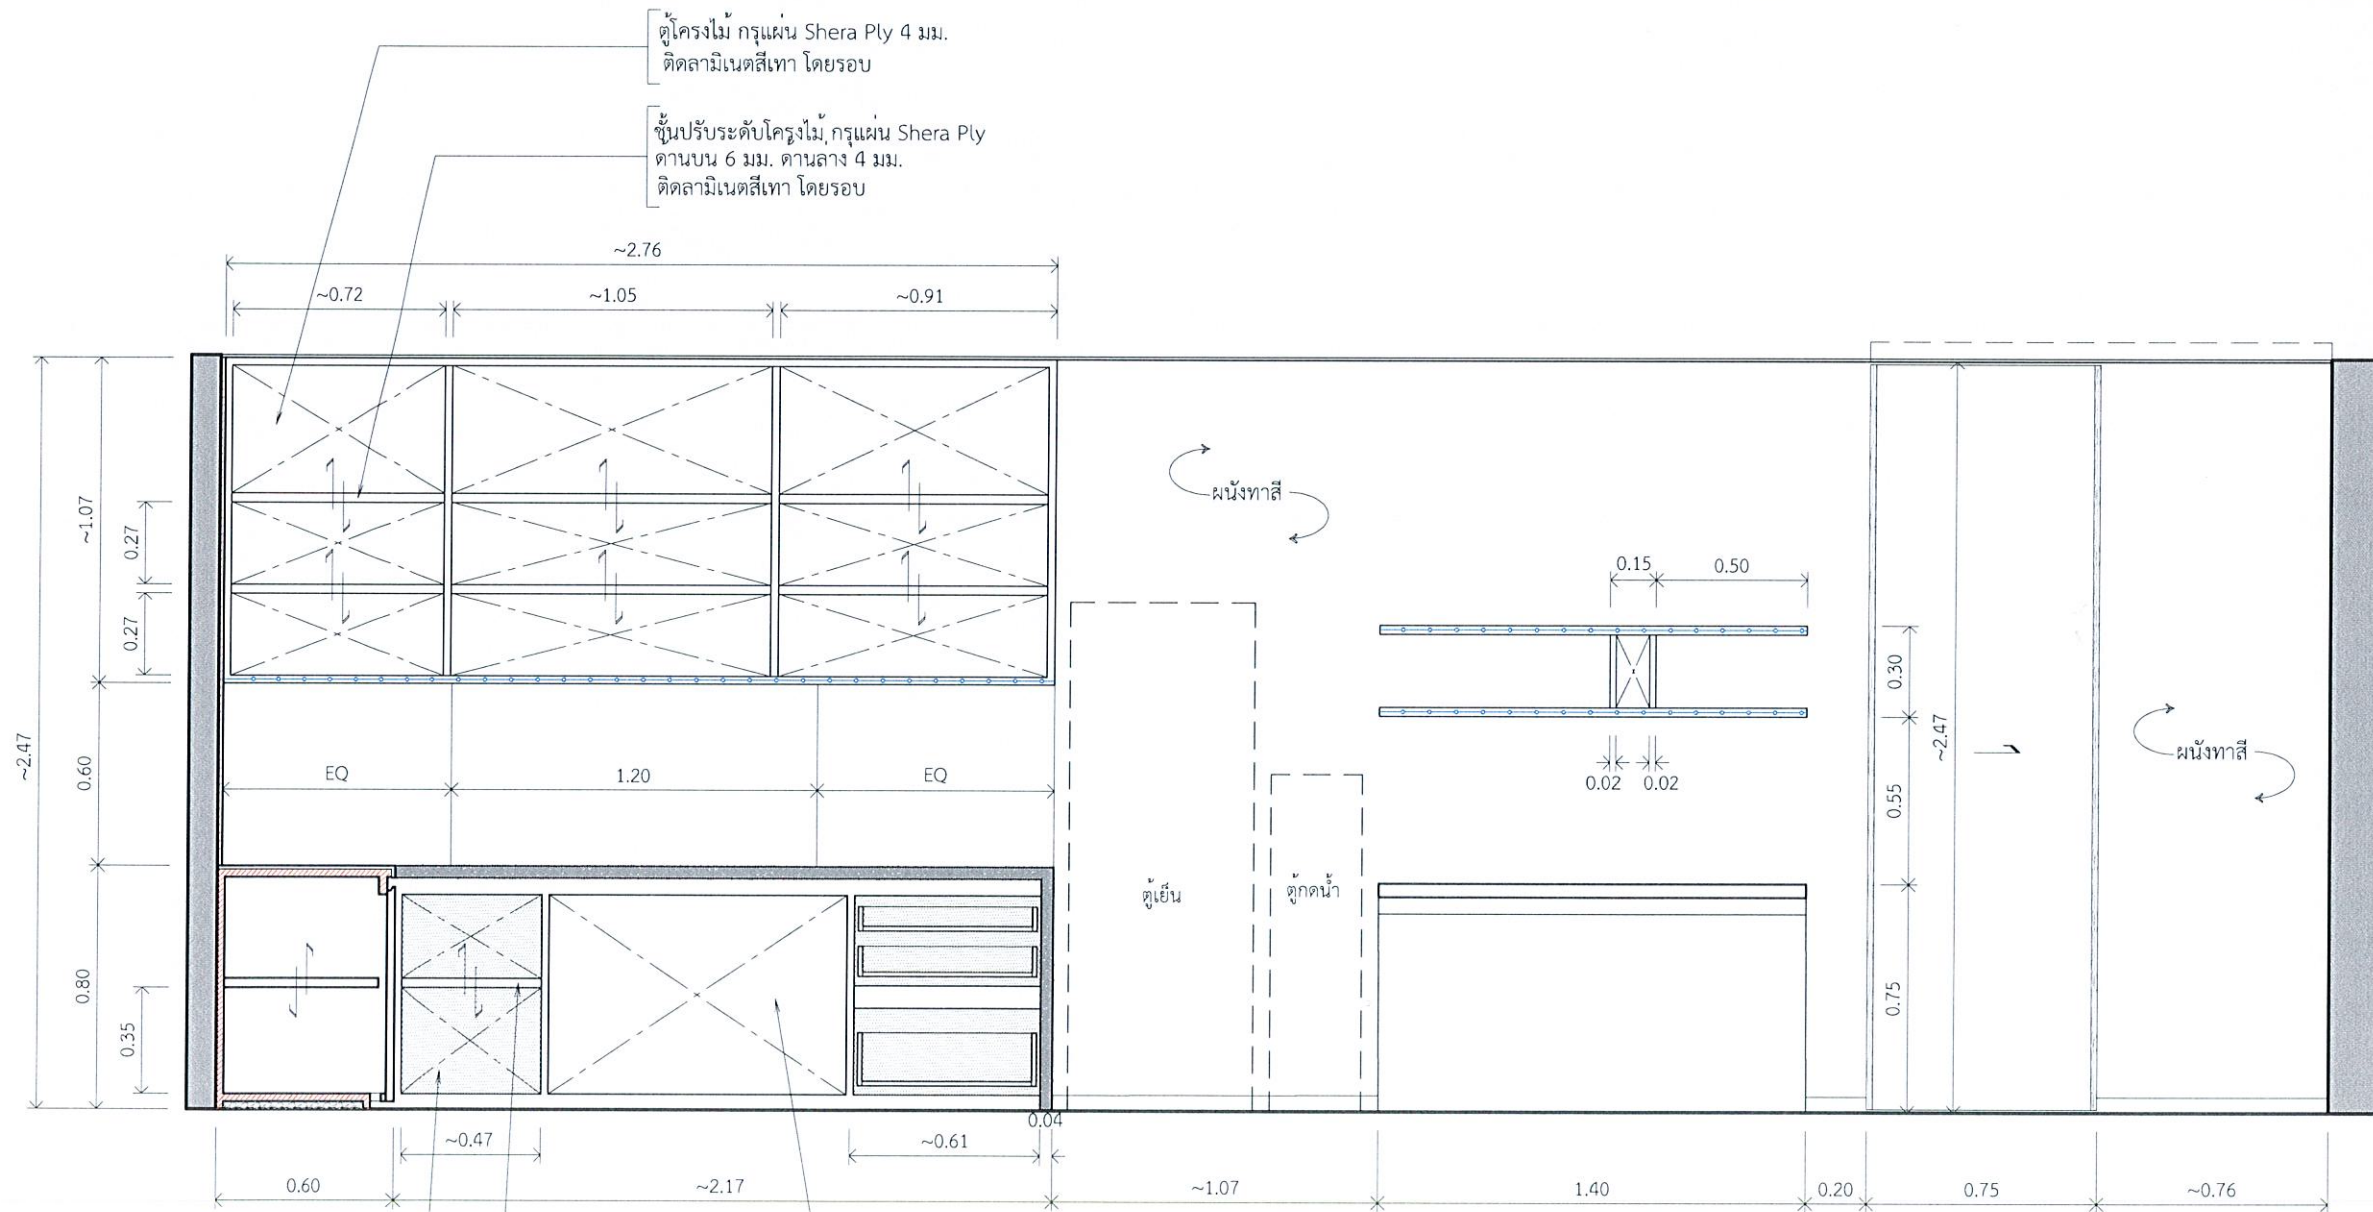 ตู้โครงไม้ กรุแผ่น Shera Ply 4 มม.
ติดลามิเนตสีเทา โดยรอบ
ชั้นปรับระดับโครงไม้ กรุแผ่น Shera Ply
ด้านบน 6 มม. ด้านล่าง 4 มม.
ติดลามิเนตสีเทา โดยรอบ
~2.76
~0.72
~1.05
~0.91
~2.47
~1.07
0.27
0.27
0.60
0.80
0.35
EQ
1.20
EQ
ผนังทาสี
ตู้เย็น
ตู้กดน้ำ
0.15
0.50
0.02
0.02
0.30
0.55
0.75
~2.47
ผนังทาสี
0.04
~0.47
~0.61
0.60
~2.17
~1.07
1.40
0.20
0.75
~0.76